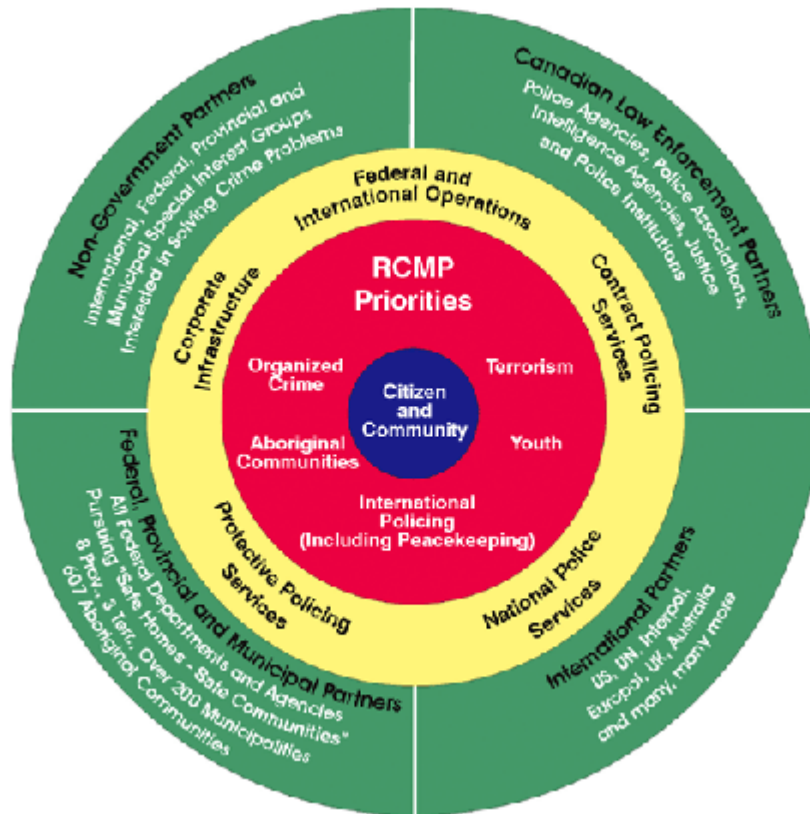 Non-Government Partners
International, Federal, Provincial and
Municipal Special Interest Groups
Interested in Solving Crime Problems
Canadian Law Enforcement Partners
Police Agencies, Police Associations,
Intelligence Agencies, Justice
and Police Institutions
Federal and
International Operations
Corporate
Infrastructure
Contract Policing
Services
RCMP
Priorities
Organized
Crime
Terrorism
Citizen
and
Community
Aboriginal
Communities
Youth
International
Policing
(Including Peacekeeping)
Protective Policing
Services
National Police
Services
Federal, Provincial and Municipal Partners
All Federal Departments and Agencies
Pursuing "Safe Homes - Safe Communities"
8 Prov., 3 Terr., Over 200 Municipalities
607 Aboriginal Communities
International Partners
US, UN, Interpol,
Europol, UK, Australia
and many, many more